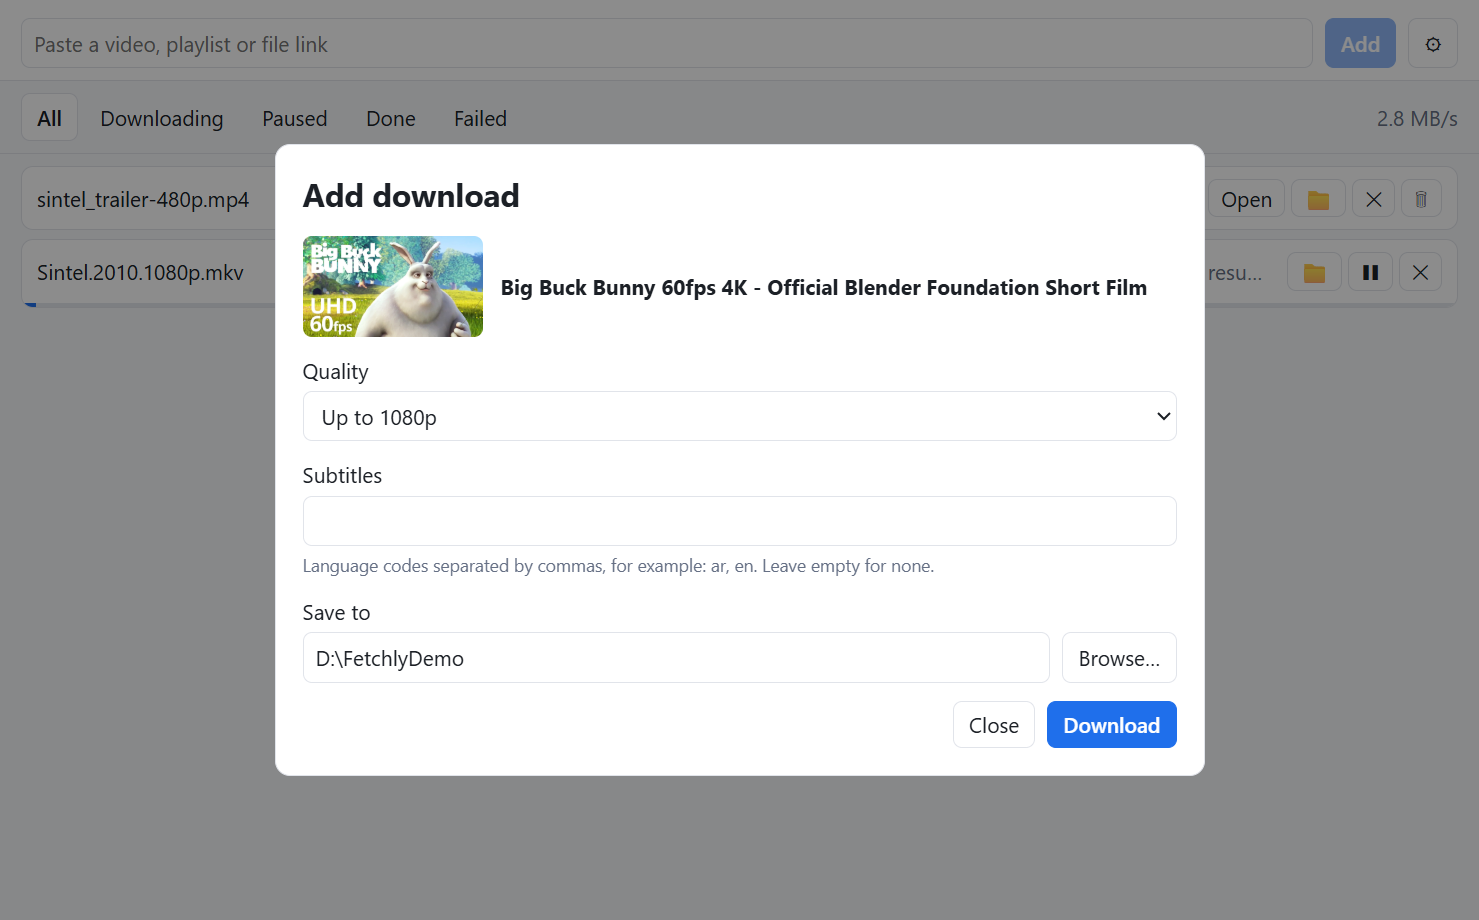 Paste a video, playlist or file link
Add
All
Downloading
Paused
Done
Failed
2.8 MB/s
sintel_trailer-480p.mp4
Open
Sintel.2010.1080p.mkv
resu...
Add download
Big Buck
BUNNY
UHD
60fps
Big Buck Bunny 60fps 4K - Official Blender Foundation Short Film
Quality
Up to 1080p
Subtitles
Language codes separated by commas, for example: ar, en. Leave empty for none.
Save to
D:\FetchlyDemo
Browse...
Close
Download